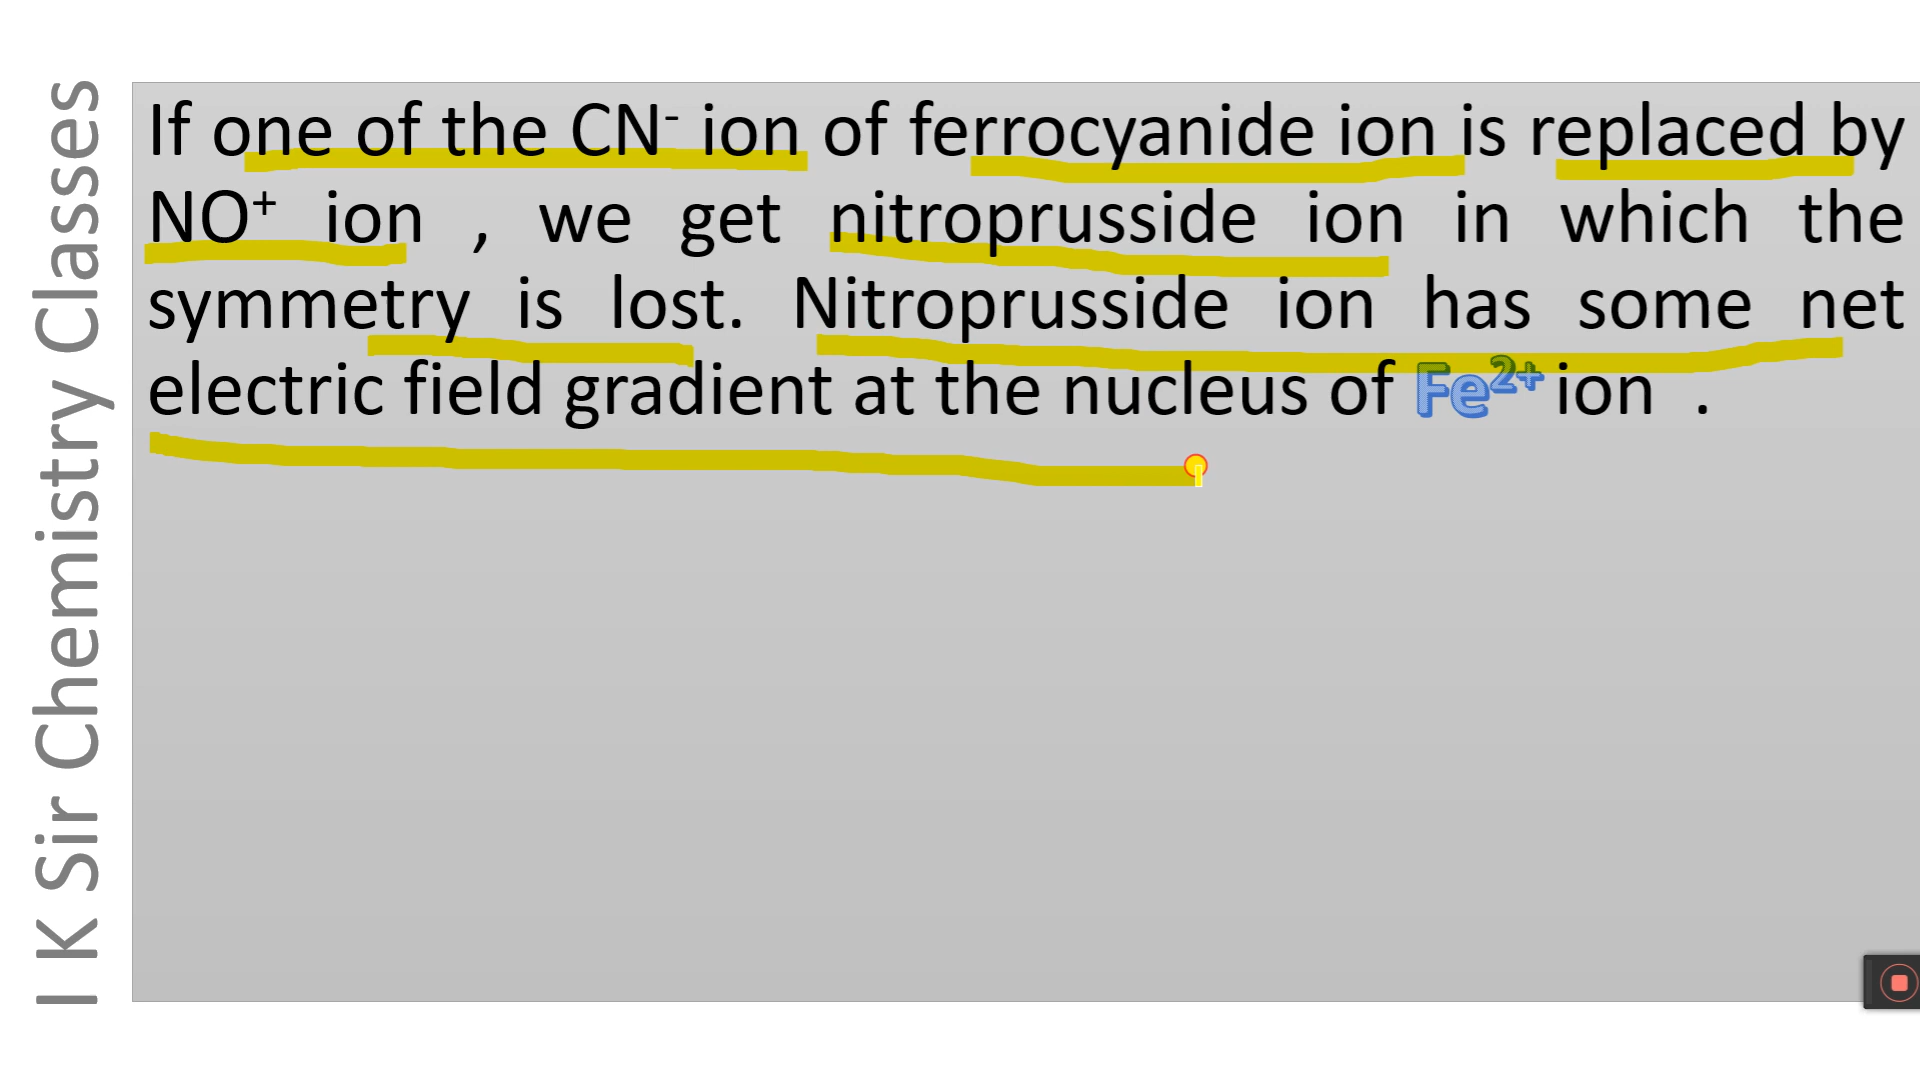 I K Sir Chemistry Classes
If one of the CN⁻ ion of ferrocyanide ion is replaced by
NO⁺ ion , we get nitroprusside ion in which the
symmetry is lost. Nitroprusside ion has some net
electric field gradient at the nucleus of Fe²⁺ ion .